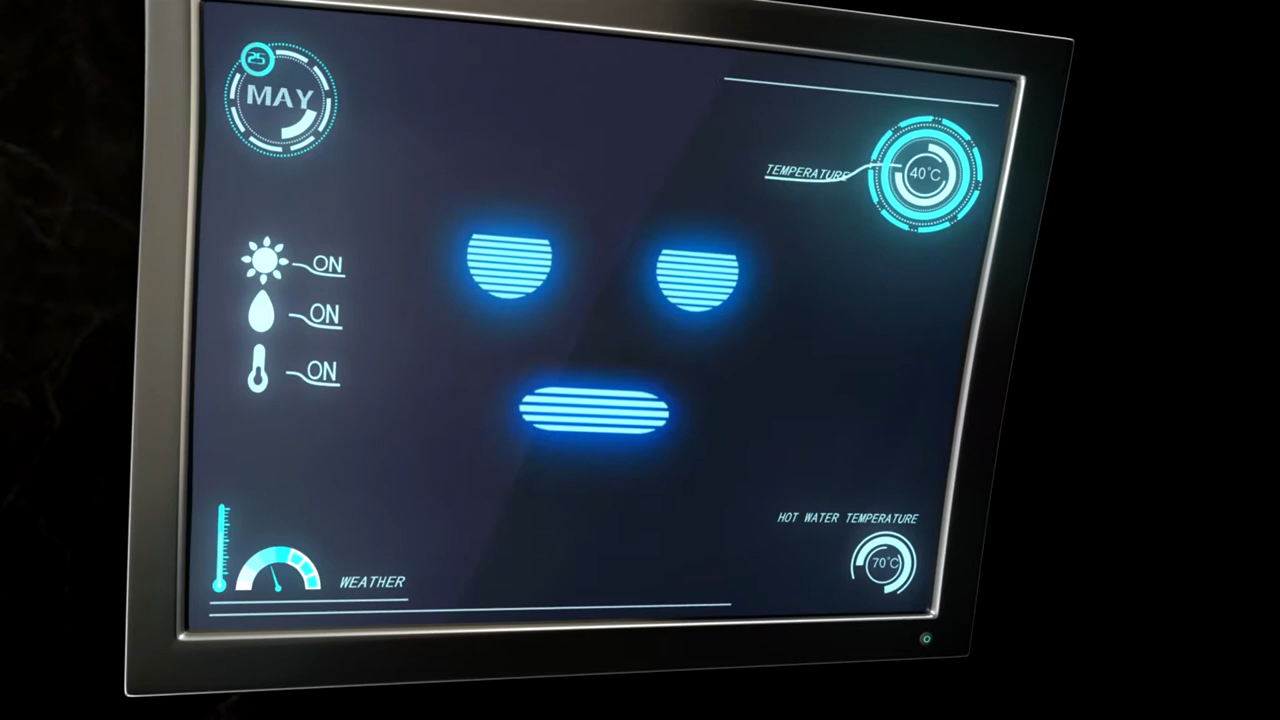 25
MAY
TEMPERATURE
40°C
ON
ON
ON
HOT WATER TEMPERATURE
70°C
WEATHER